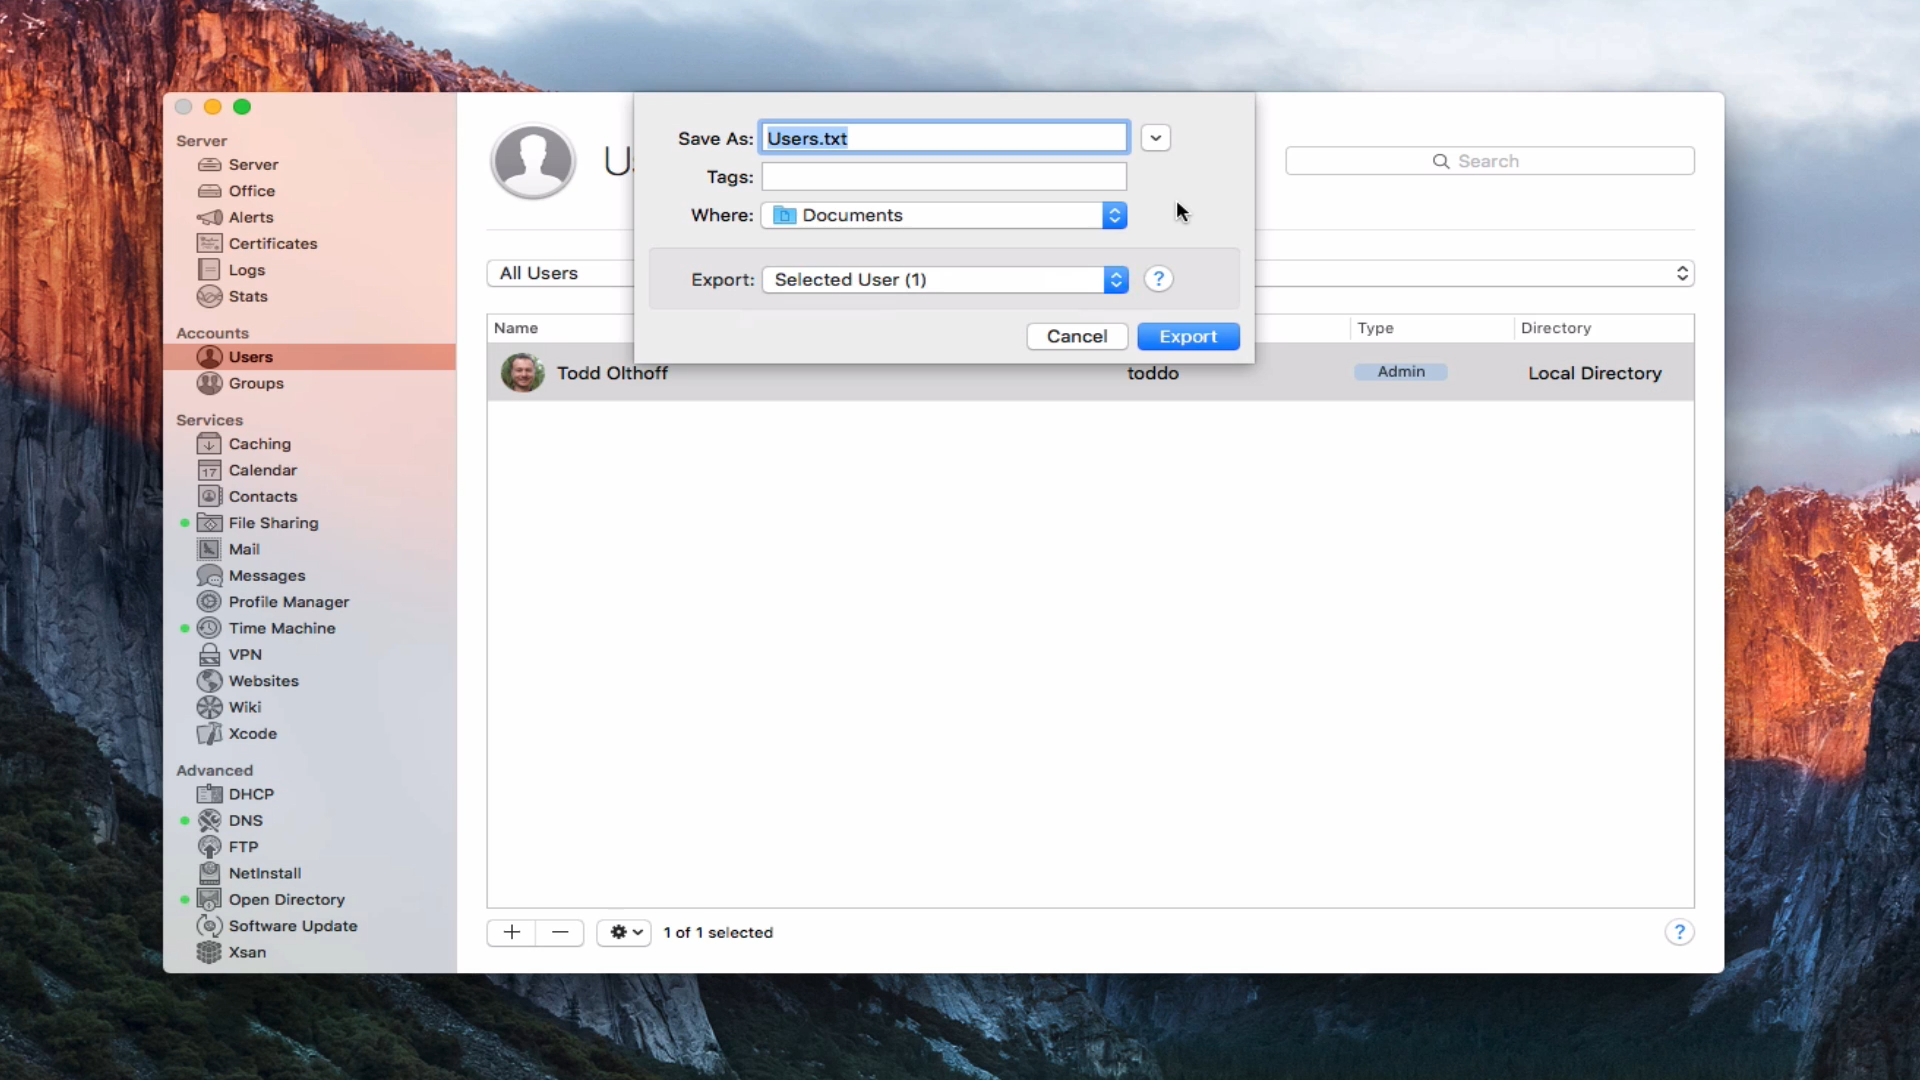 Server
Server
Office
Alerts
Certificates
Logs
Stats
Accounts
Users
Groups
Services
Caching
17 Calendar
Contacts
File Sharing
Mail
Messages
Profile Manager
Time Machine
VPN
Websites
Wiki
Xcode
Advanced
DHCP
DNS
FTP
NetInstall
Open Directory
Software Update
Xsan
Search
Save As: Users.txt
Tags:
Where: Documents
Export: Selected User (1) ?
Cancel Export
All Users
Name Type Directory
Todd Olthoff toddo Admin Local Directory
+ − 1 of 1 selected ?